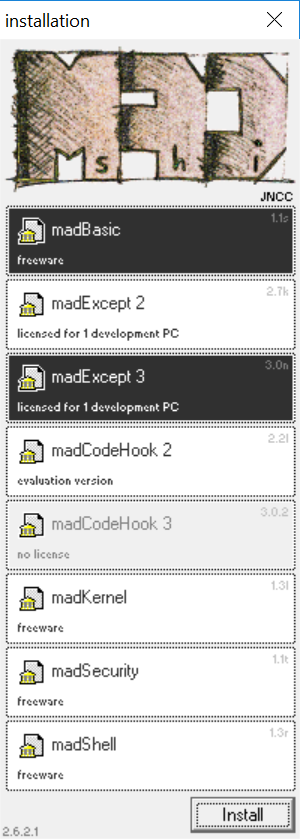 installation
MAD
s h i
JNCC
1.1s
madBasic
freeware
2.7k
madExcept 2
licensed for 1 development PC
3.0n
madExcept 3
licensed for 1 development PC
2.2l
madCodeHook 2
evaluation version
3.0.2
madCodeHook 3
no license
1.3l
madKernel
freeware
1.1t
madSecurity
freeware
1.3r
madShell
freeware
Install
2.6.2.1